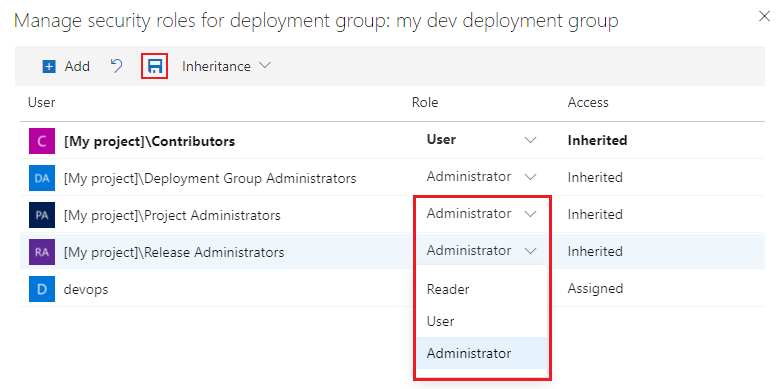 Manage security roles for deployment group: my dev deployment group
Add Inheritance
User Role Access
C [My project]\Contributors User Inherited
DA [My project]\Deployment Group Administrators Administrator Inherited
PA [My project]\Project Administrators Administrator Inherited
RA [My project]\Release Administrators Administrator Inherited
D devops Reader Assigned
User
Administrator